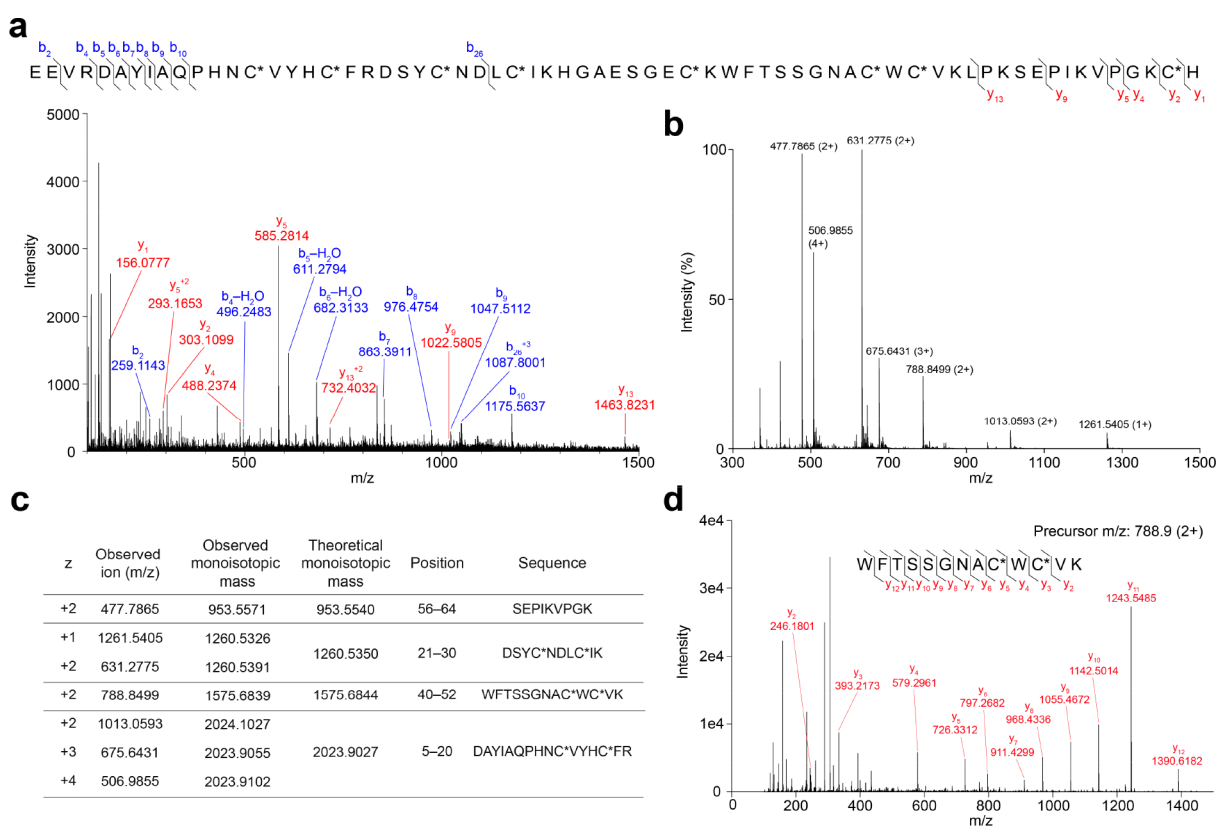 a
b₂ b₄ b₅ b₆ b₇ b₈ b₉ b₁₀ b₂₆
EEVRDAYIAQPHNC*VYHC*FRDSYC*NDLC*IKHGAESGEC*KWFTSSGNAC*WC*VKLPKSEPIKVPGKC*H
y₁₃ y₉ y₅ y₄ y₂ y₁
5000
4000
3000
2000
1000
0
Intensity
500 1000 1500
m/z
y₁
156.0777
y₅⁺²
293.1653
y₂
303.1099
b₂
259.1143
y₄
488.2374
b₄–H₂O
496.2483
y₅
585.2814
b₅–H₂O
611.2794
b₆–H₂O
682.3133
y₁₃⁺²
732.4032
b₇
863.3911
b₈
976.4754
y₉
1022.5805
b₉
1047.5112
b₂₆⁺³
1087.8001
b₁₀
1175.5637
y₁₃
1463.8231
b
100
50
0
Intensity (%)
300 500 700 900 1100 1300 1500
m/z
477.7865 (2+)
631.2775 (2+)
506.9855
(4+)
675.6431 (3+)
788.8499 (2+)
1013.0593 (2+)
1261.5405 (1+)
c
z
Observed
ion (m/z)
Observed
monoisotopic
mass
Theoretical
monoisotopic
mass
Position
Sequence
+2 477.7865 953.5571 953.5540 56–64 SEPIKVPGK
+1 1261.5405 1260.5326
1260.5350 21–30 DSYC*NDLC*IK
+2 631.2775 1260.5391
+2 788.8499 1575.6839 1575.6844 40–52 WFTSSGNAC*WC*VK
+2 1013.0593 2024.1027
+3 675.6431 2023.9055 2023.9027 5–20 DAYIAQPHNC*VYHC*FR
+4 506.9855 2023.9102
d
4e4
3e4
2e4
1e4
0
Intensity
0 200 400 600 800 1000 1200 1400
m/z
Precursor m/z: 788.9 (2+)
WFTSSGNAC*WC*VK
y₁₂ y₁₁ y₁₀ y₉ y₈ y₇ y₆ y₅ y₄ y₃ y₂
y₂
246.1801
y₃
393.2173
y₄
579.2961
y₅
726.3312
y₆
797.2682
y₇
911.4299
y₈
968.4336
y₉
1055.4672
y₁₀
1142.5014
y₁₁
1243.5485
y₁₂
1390.6182